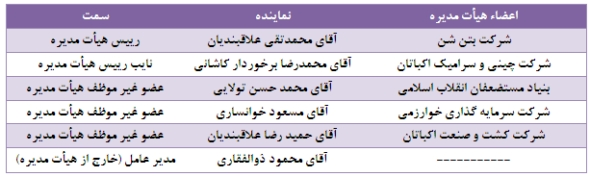 اعضاء هیأت مدیره نماینده سمت
شرکت بتن شن آقای محمدتقی علاقبندیان رییس هیأت مدیره
شرکت چینی و سرامیک اکباتان آقای محمدرضا برخوردار کاشانی نایب رییس هیأت مدیره
بنیاد مستضعفان انقلاب اسلامی آقای محمد حسن تولایی عضو غیر موظف هیأت مدیره
شرکت سرمایه گذاری خوارزمی آقای مسعود خوانساری عضو غیر موظف هیأت مدیره
شرکت کشت و صنعت اکباتان آقای حمید رضا علاقبندیان عضو غیر موظف هیأت مدیره
----------- آقای محمود ذوالفقاری مدیر عامل (خارج از هیأت مدیره)